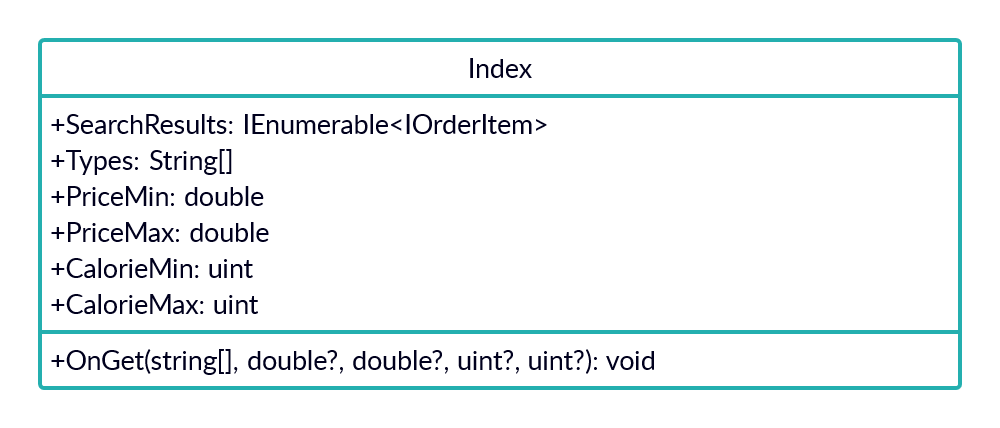 Index
+SearchResults: IEnumerable<IOrderItem>
+Types: String[]
+PriceMin: double
+PriceMax: double
+CalorieMin: uint
+CalorieMax: uint
+OnGet(string[], double?, double?, uint?, uint?): void